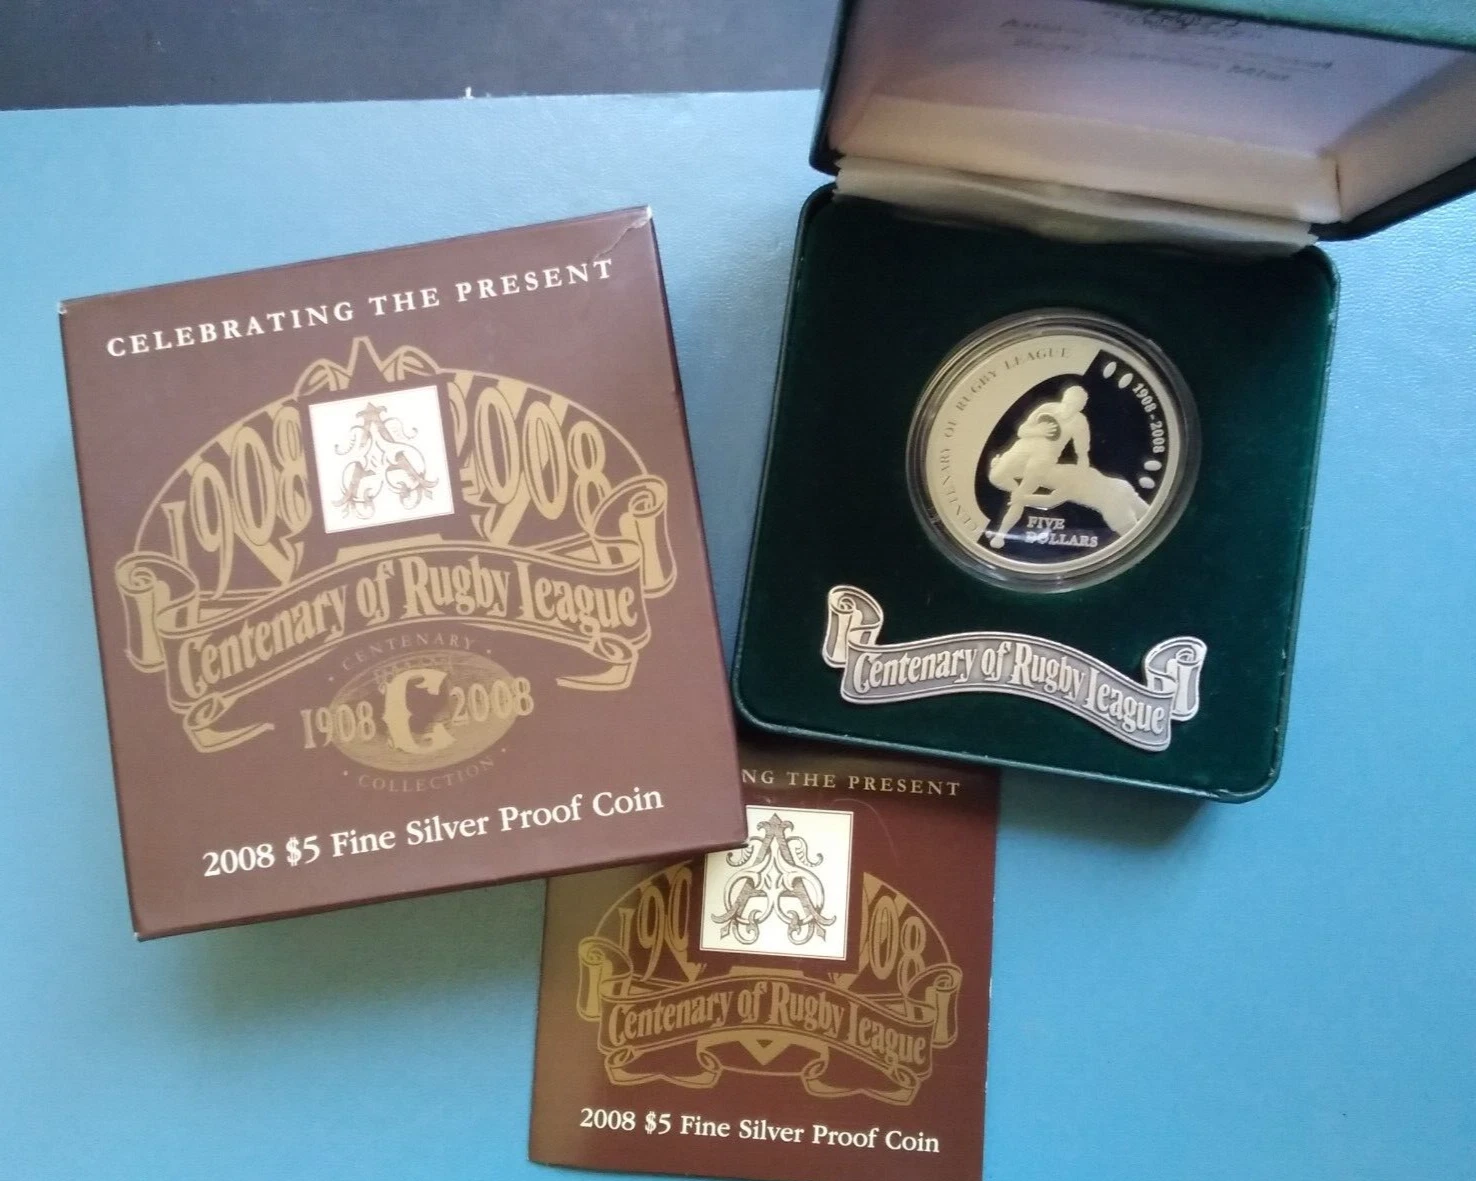 CELEBRATING THE PRESENT
1908 2008
Centenary of Rugby League
CENTENARY
1908 C 2008
COLLECTION
2008 $5 Fine Silver Proof Coin
CENTENARY OF RUGBY LEAGUE
1908-2008
FIVE
DOLLARS
Centenary of Rugby League
NG THE PRESENT
190 008
Centenary of Rugby League
2008 $5 Fine Silver Proof Coin